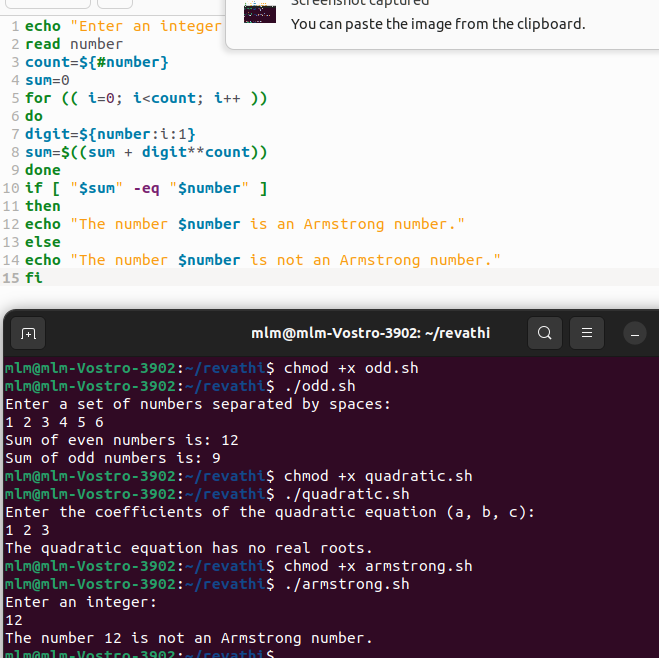 Screenshot captured
You can paste the image from the clipboard.
1 echo "Enter an integer
2 read number
3 count=${#number}
4 sum=0
5 for (( i=0; i<count; i++ ))
6 do
7 digit=${number:i:1}
8 sum=$((sum + digit**count))
9 done
10 if [ "$sum" -eq "$number" ]
11 then
12 echo "The number $number is an Armstrong number."
13 else
14 echo "The number $number is not an Armstrong number."
15 fi
mlm@mlm-Vostro-3902: ~/revathi
mlm@mlm-Vostro-3902:~/revathi$ chmod +x odd.sh
mlm@mlm-Vostro-3902:~/revathi$ ./odd.sh
Enter a set of numbers separated by spaces:
1 2 3 4 5 6
Sum of even numbers is: 12
Sum of odd numbers is: 9
mlm@mlm-Vostro-3902:~/revathi$ chmod +x quadratic.sh
mlm@mlm-Vostro-3902:~/revathi$ ./quadratic.sh
Enter the coefficients of the quadratic equation (a, b, c):
1 2 3
The quadratic equation has no real roots.
mlm@mlm-Vostro-3902:~/revathi$ chmod +x armstrong.sh
mlm@mlm-Vostro-3902:~/revathi$ ./armstrong.sh
Enter an integer:
12
The number 12 is not an Armstrong number.
mlm@mlm-Vostro-3902:~/revathi$